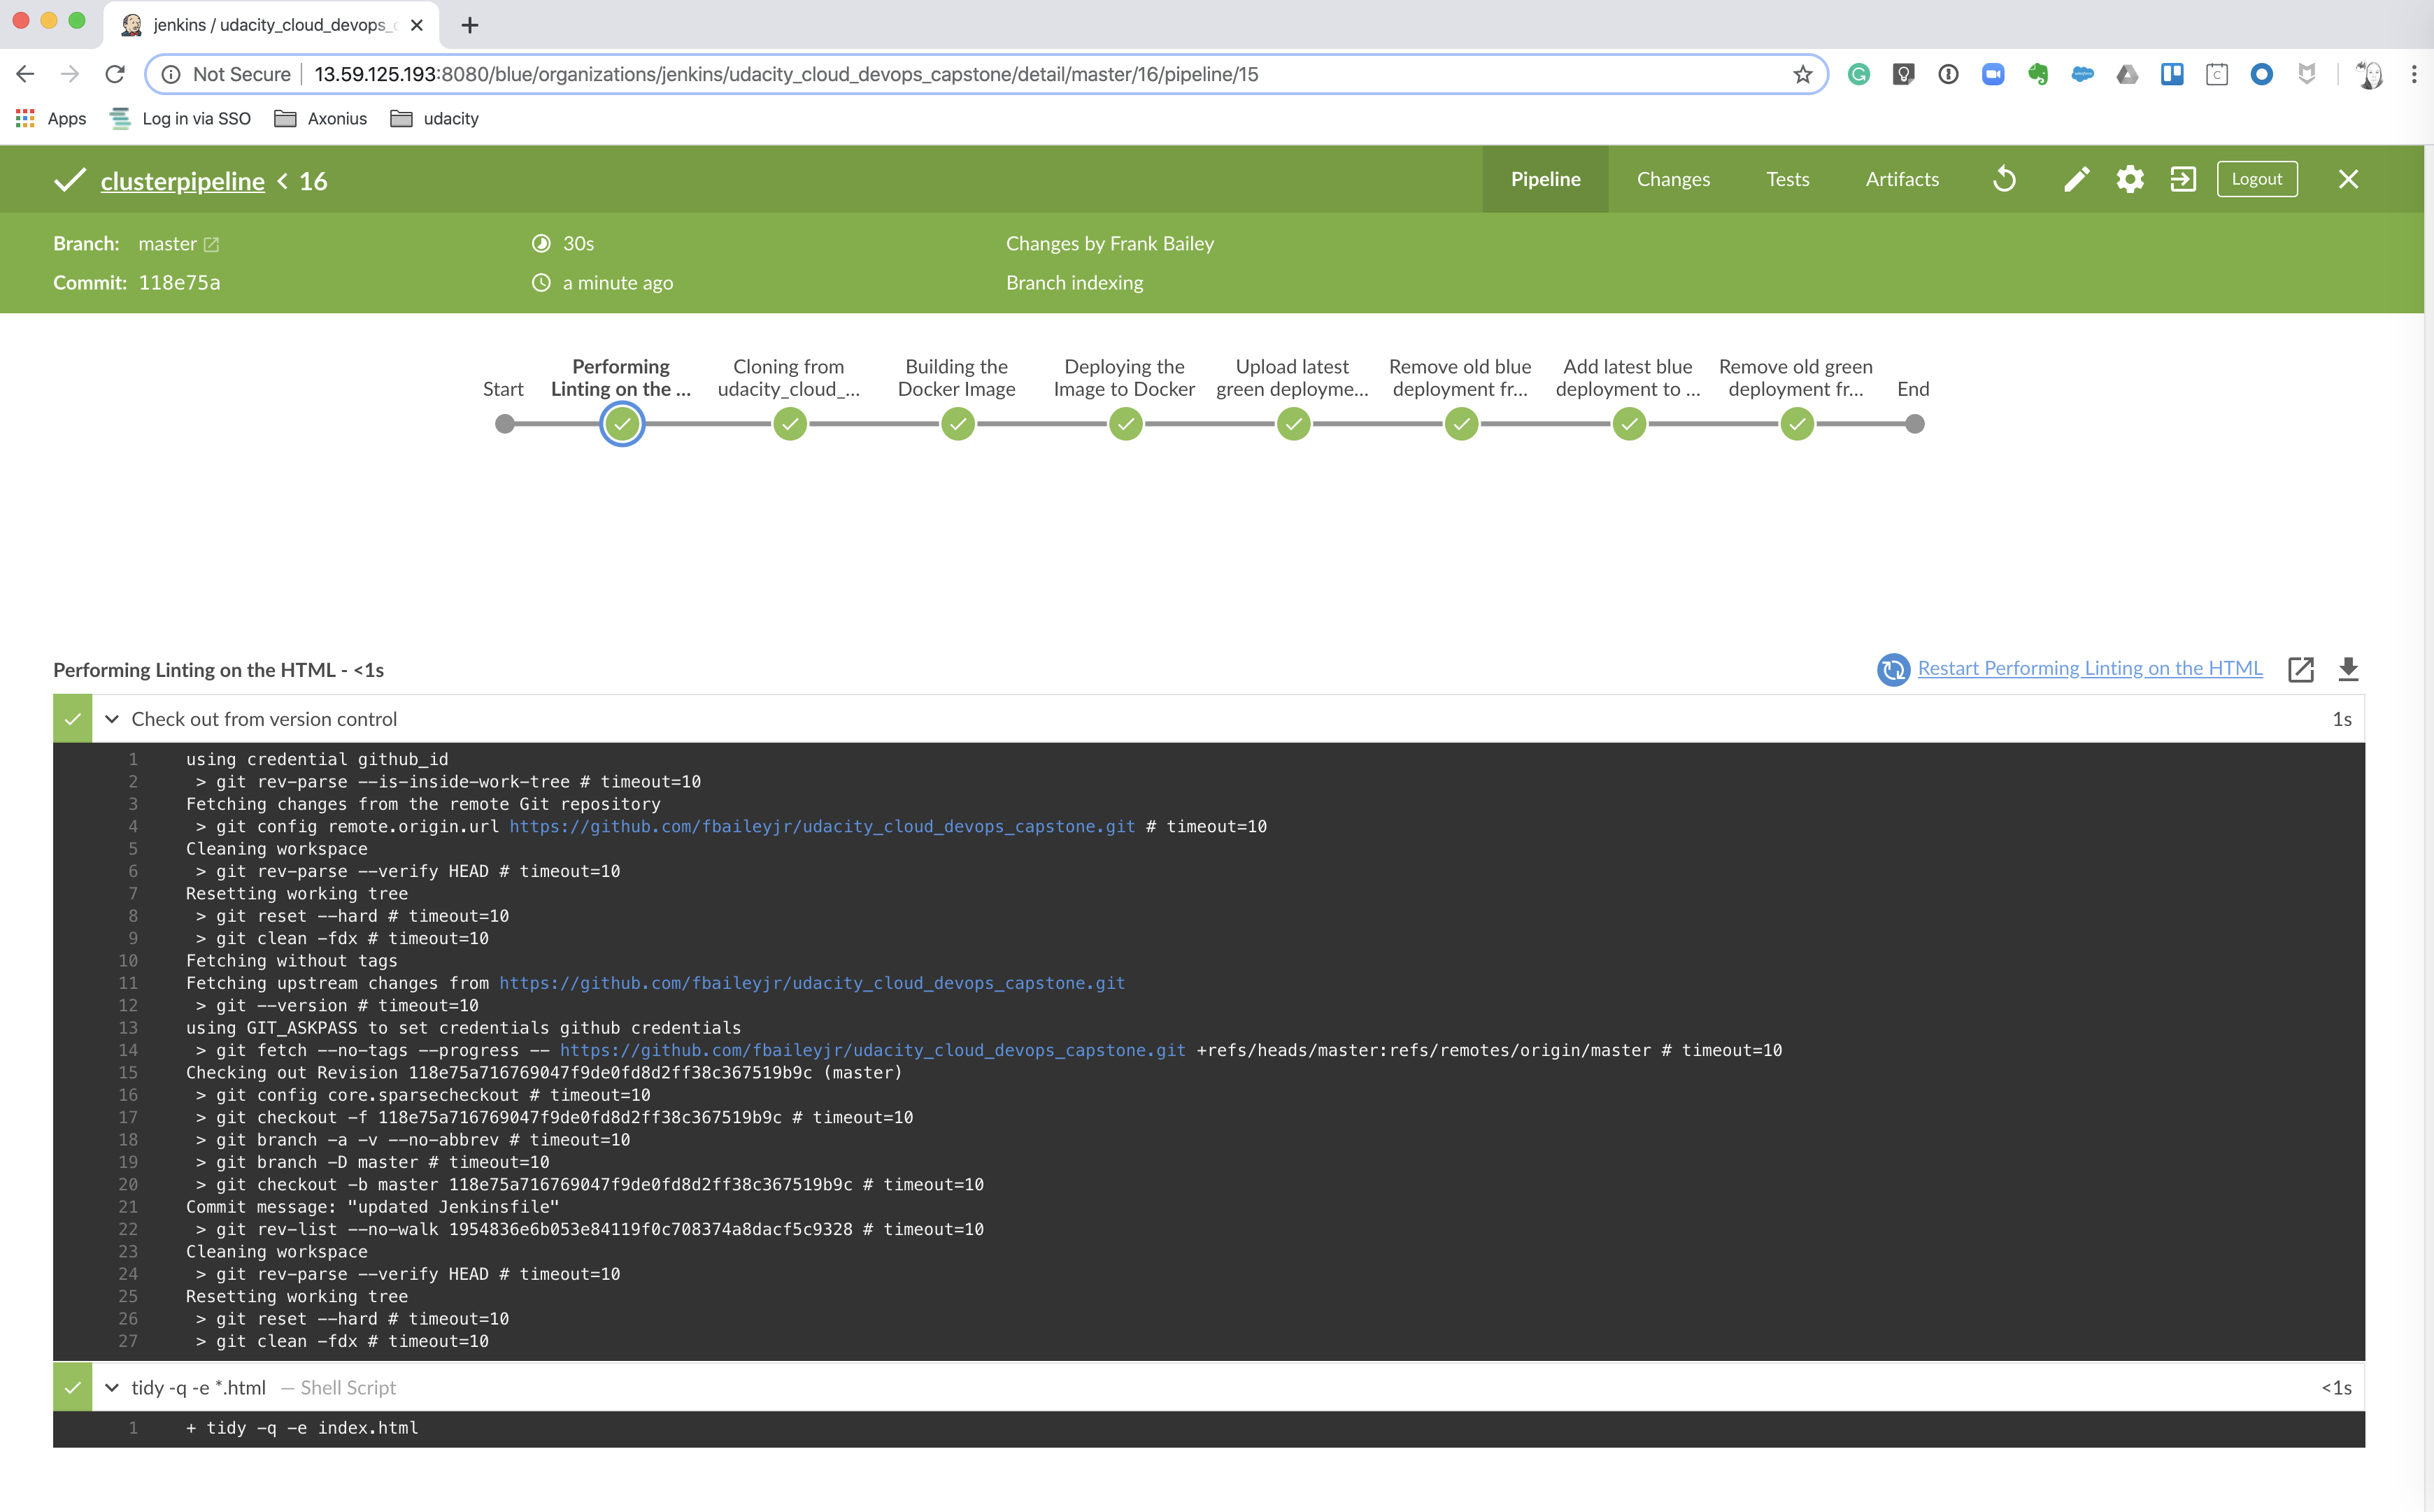 jenkins / udacity_cloud_devops_c
Not Secure | 13.59.125.193:8080/blue/organizations/jenkins/udacity_cloud_devops_capstone/detail/master/16/pipeline/15
Apps Log in via SSO Axonius udacity
clusterpipeline < 16 Pipeline Changes Tests Artifacts Logout
Branch: master 30s Changes by Frank Bailey
Commit: 118e75a a minute ago Branch indexing
Start
Performing
Linting on the ...
Cloning from
udacity_cloud_...
Building the
Docker Image
Deploying the
Image to Docker
Upload latest
green deployme...
Remove old blue
deployment fr...
Add latest blue
deployment to ...
Remove old green
deployment fr...
End
Performing Linting on the HTML - <1s Restart Performing Linting on the HTML
Check out from version control 1s
1 using credential github_id
2 > git rev-parse --is-inside-work-tree # timeout=10
3 Fetching changes from the remote Git repository
4 > git config remote.origin.url https://github.com/fbaileyjr/udacity_cloud_devops_capstone.git # timeout=10
5 Cleaning workspace
6 > git rev-parse --verify HEAD # timeout=10
7 Resetting working tree
8 > git reset --hard # timeout=10
9 > git clean -fdx # timeout=10
10 Fetching without tags
11 Fetching upstream changes from https://github.com/fbaileyjr/udacity_cloud_devops_capstone.git
12 > git --version # timeout=10
13 using GIT_ASKPASS to set credentials github credentials
14 > git fetch --no-tags --progress -- https://github.com/fbaileyjr/udacity_cloud_devops_capstone.git +refs/heads/master:refs/remotes/origin/master # timeout=10
15 Checking out Revision 118e75a716769047f9de0fd8d2ff38c367519b9c (master)
16 > git config core.sparsecheckout # timeout=10
17 > git checkout -f 118e75a716769047f9de0fd8d2ff38c367519b9c # timeout=10
18 > git branch -a -v --no-abbrev # timeout=10
19 > git branch -D master # timeout=10
20 > git checkout -b master 118e75a716769047f9de0fd8d2ff38c367519b9c # timeout=10
21 Commit message: "updated Jenkinsfile"
22 > git rev-list --no-walk 1954836e6b053e84119f0c708374a8dacf5c9328 # timeout=10
23 Cleaning workspace
24 > git rev-parse --verify HEAD # timeout=10
25 Resetting working tree
26 > git reset --hard # timeout=10
27 > git clean -fdx # timeout=10
tidy -q -e *.html — Shell Script <1s
1 + tidy -q -e index.html